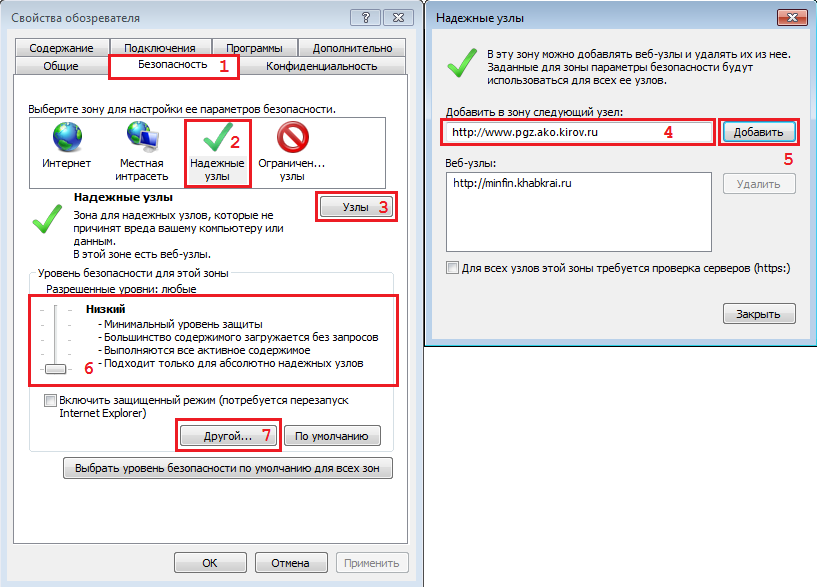 Свойства обозревателя
?
Содержание
Подключения
Программы
Дополнительно
Общие
Безопасность 1
Конфиденциальность
Выберите зону для настройки ее параметров безопасности.
2
Интернет
Местная интрасеть
Надежные узлы
Ограничен... узлы
Надежные узлы
Узлы 3
Зона для надежных узлов, которые не
причинят вреда вашему компьютеру или
данным.
В этой зоне есть веб-узлы.
Уровень безопасности для этой зоны
Разрешенные уровни: любые
Низкий
- Минимальный уровень защиты
- Большинство содержимого загружается без запросов
- Выполняются все активное содержимое
- Подходит только для абсолютно надежных узлов
6
Включить защищенный режим (потребуется перезапуск
Internet Explorer)
Другой... 7
По умолчанию
Выбрать уровень безопасности по умолчанию для всех зон
ОК
Отмена
Применить
Надежные узлы
В эту зону можно добавлять веб-узлы и удалять их из нее.
Заданные для зоны параметры безопасности будут
использоваться для всех ее узлов.
Добавить в зону следующий узел:
http://www.pgz.ako.kirov.ru 4
Добавить
5
Веб-узлы:
http://minfin.khabkrai.ru
Удалить
Для всех узлов этой зоны требуется проверка серверов (https:)
Закрыть